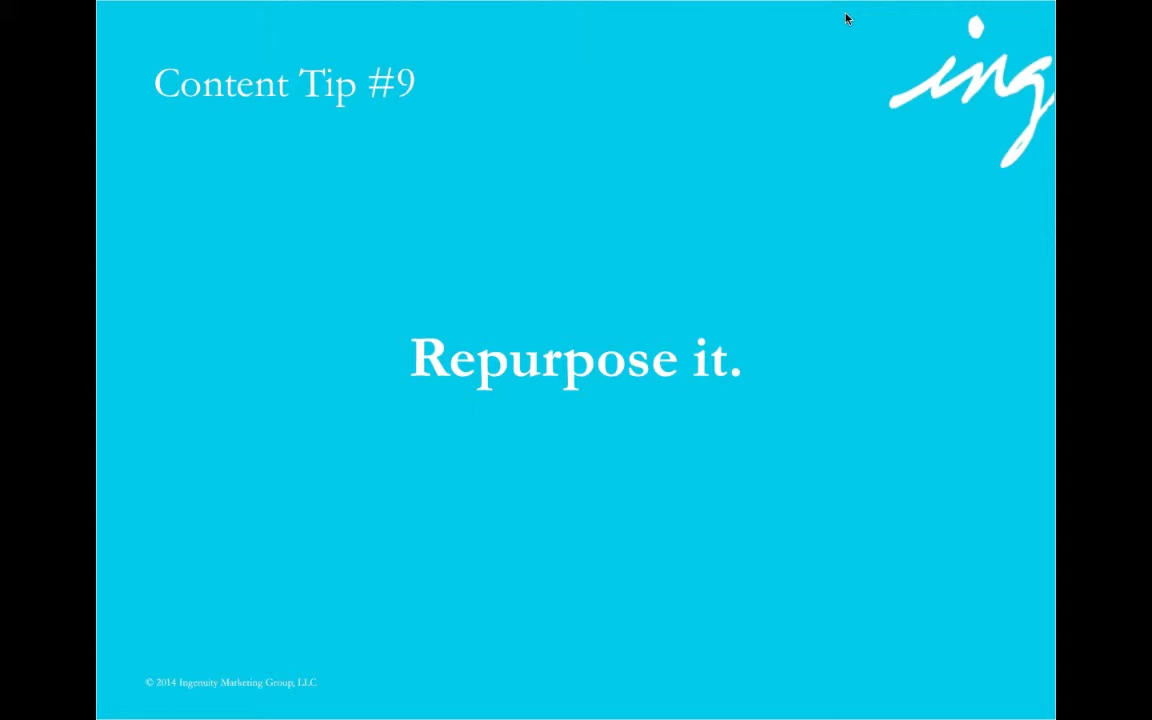 ing
Content Tip #9
Repurpose it.
© 2014 Ingenuity Marketing Group, LLC